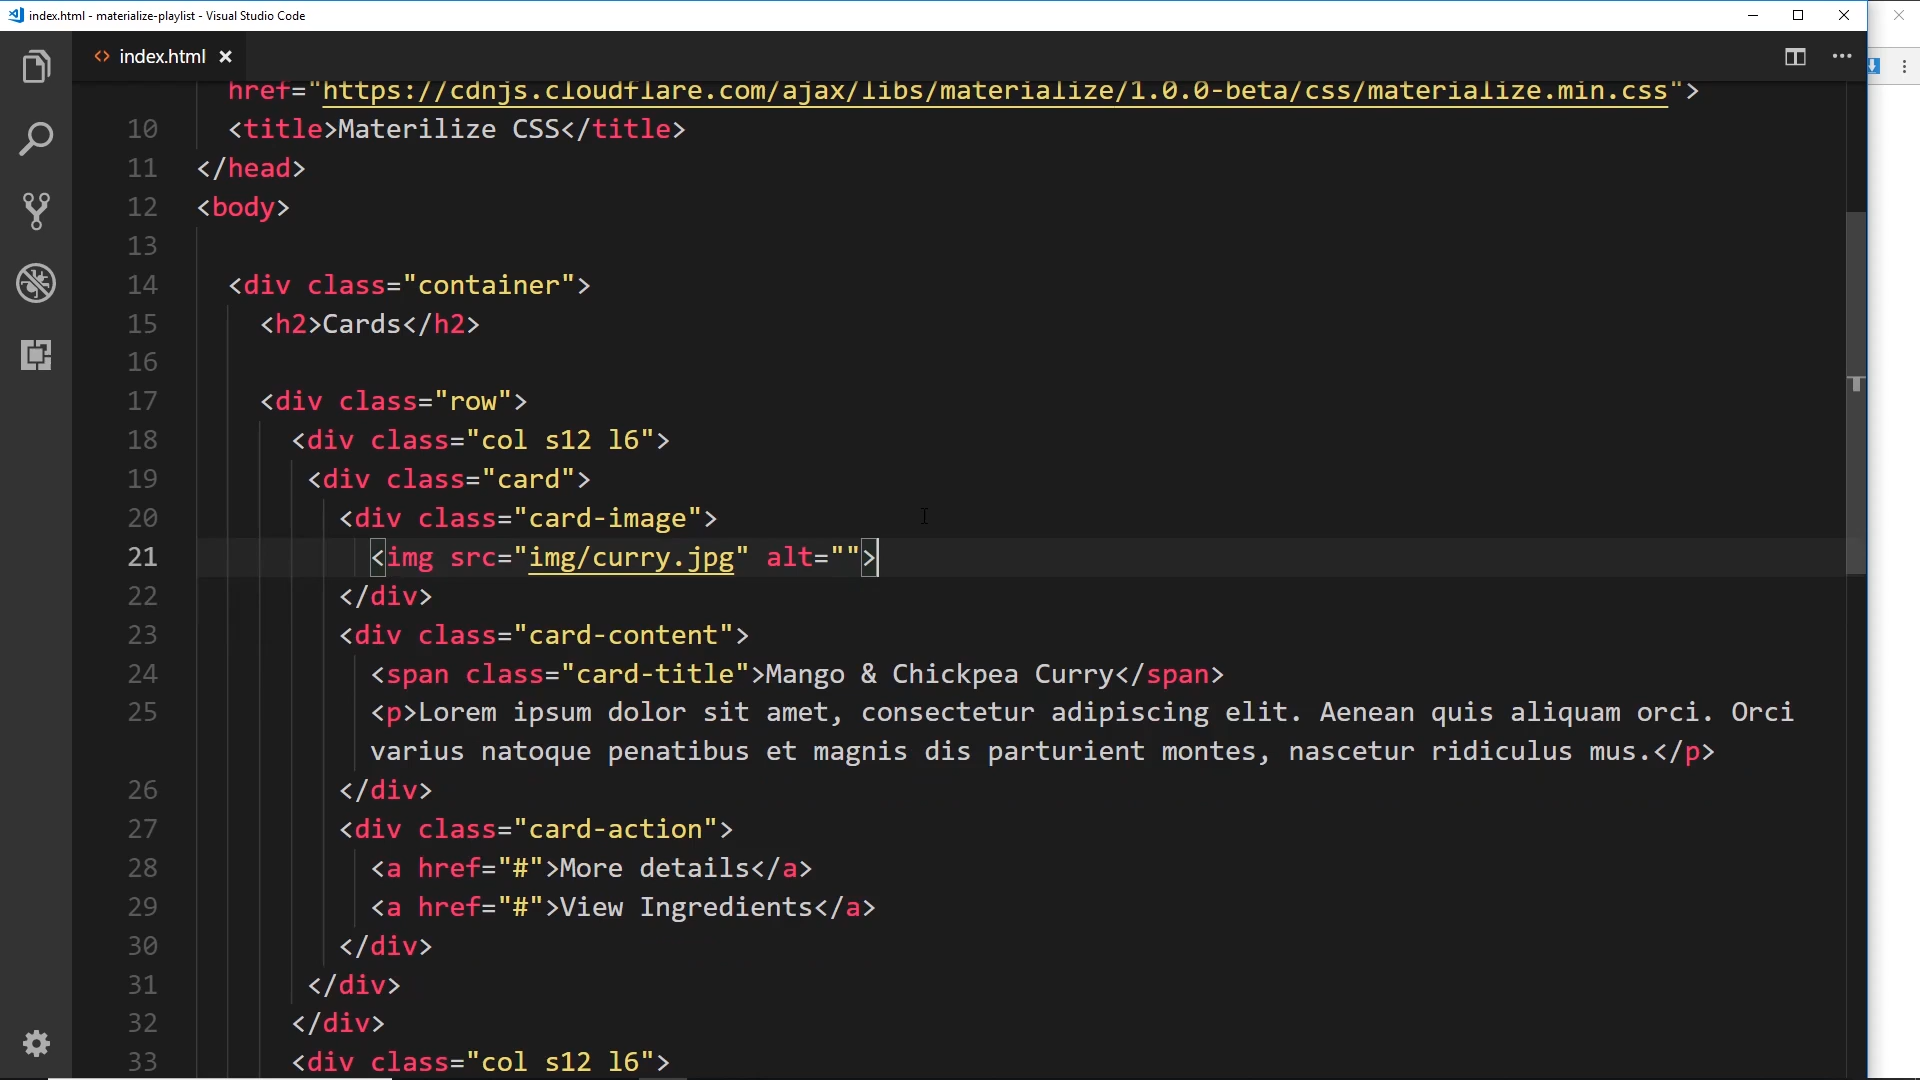 index.html - materialize-playlist - Visual Studio Code
index.html
href="https://cdnjs.cloudflare.com/ajax/libs/materialize/1.0.0-beta/css/materialize.min.css">
10 <title>Materilize CSS</title>
11 </head>
12 <body>
13
14 <div class="container">
15 <h2>Cards</h2>
16
17 <div class="row">
18 <div class="col s12 l6">
19 <div class="card">
20 <div class="card-image">
21 <img src="img/curry.jpg" alt="">
22 </div>
23 <div class="card-content">
24 <span class="card-title">Mango & Chickpea Curry</span>
25 <p>Lorem ipsum dolor sit amet, consectetur adipiscing elit. Aenean quis aliquam orci. Orci
varius natoque penatibus et magnis dis parturient montes, nascetur ridiculus mus.</p>
26 </div>
27 <div class="card-action">
28 <a href="#">More details</a>
29 <a href="#">View Ingredients</a>
30 </div>
31 </div>
32 </div>
33 <div class="col s12 l6">